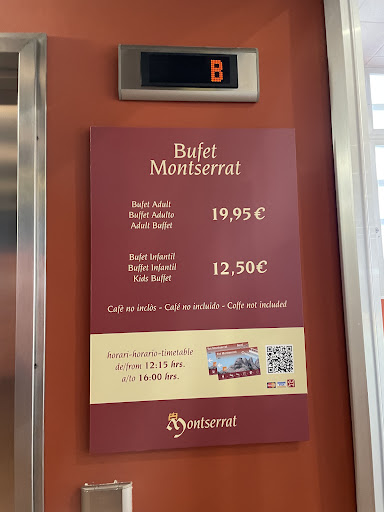 B
Bufet
Montserrat
Bufet Adult
Buffet Adulto
Adult Buffet
19,95 €
Bufet Infantil
Buffet Infantil
Kids Buffet
12,50€
Cafè no inclòs - Café no incluido - Coffe not included
horari-horario-timetable
de/from 12:15 hrs.
a/to 16:00 hrs.
Montserrat